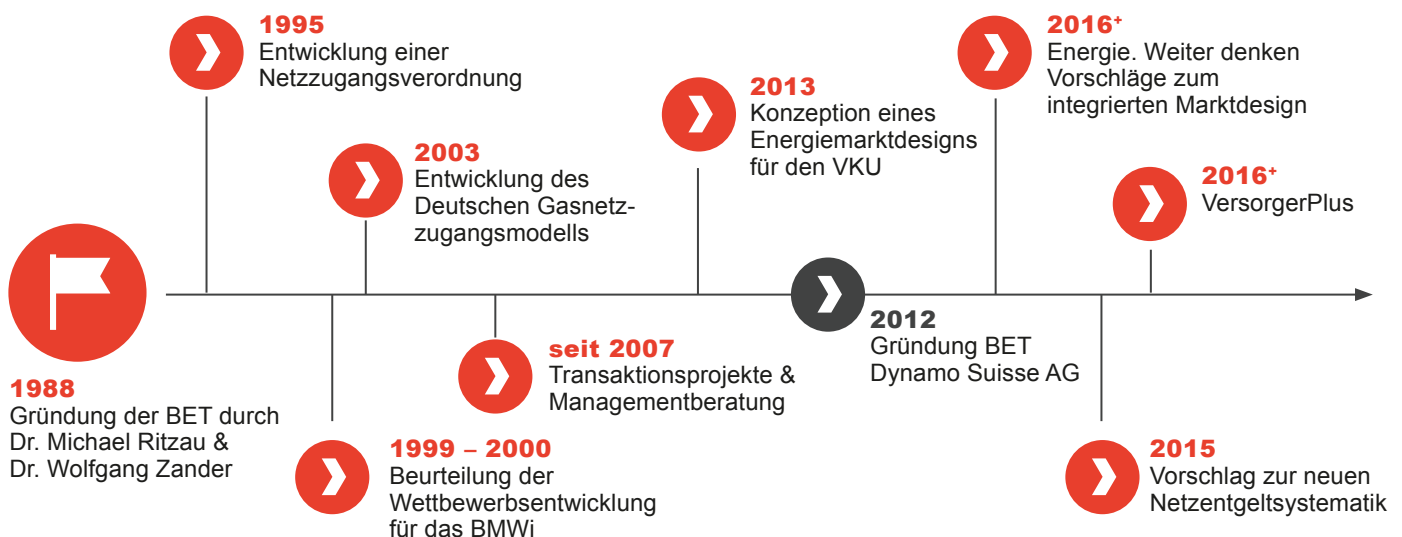 1995
Entwicklung einer
Netzzugangsverordnung
2003
Entwicklung des
Deutschen Gasnetz-
zugangsmodells
2013
Konzeption eines
Energiemarktdesigns
für den VKU
2016+
Energie. Weiter denken
Vorschläge zum
integrierten Marktdesign
2016+
VersorgerPlus
1988
Gründung der BET durch
Dr. Michael Ritzau &
Dr. Wolfgang Zander
1999 – 2000
Beurteilung der
Wettbewerbsentwicklung
für das BMWi
seit 2007
Transaktionsprojekte &
Managementberatung
2012
Gründung BET
Dynamo Suisse AG
2015
Vorschlag zur neuen
Netzentgeltsystematik